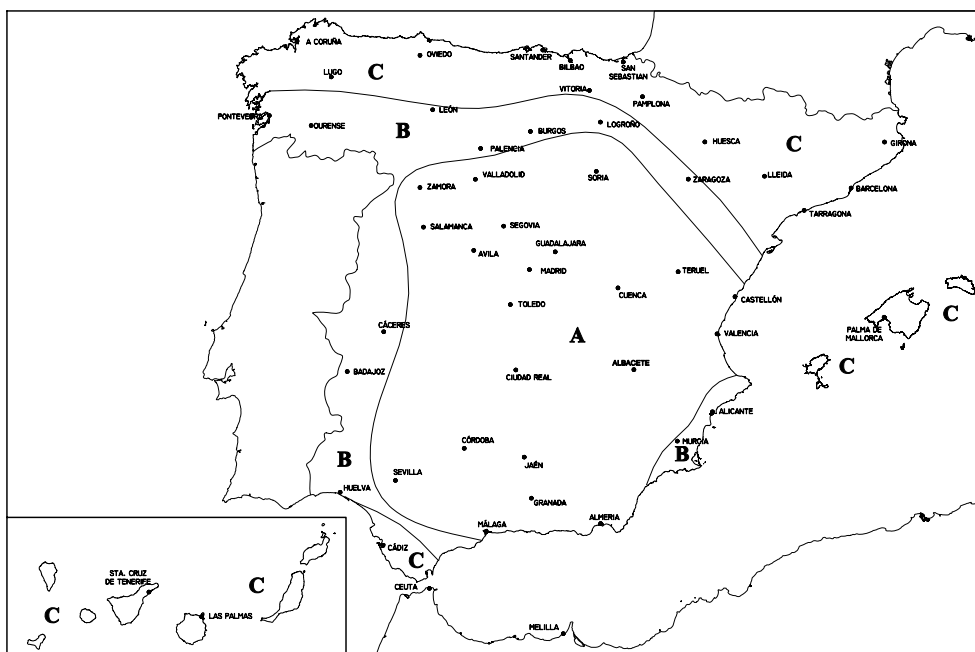 A CORUÑA
OVIEDO
SANTANDER
BILBAO
SAN
SEBASTIAN
LUGO
C
VITORIA
PAMPLONA
PONTEVEDRA
LEÓN
OURENSE
B
BURGOS
LOGROÑO
HUESCA
C
GIRONA
PALENCIA
ZAMORA
VALLADOLID
SORIA
ZARAGOZA
LLEIDA
BARCELONA
TARRAGONA
SALAMANCA
SEGOVIA
AVILA
GUADALAJARA
MADRID
TERUEL
CUENCA
CASTELLÓN
TOLEDO
CÁCERES
A
VALENCIA
PALMA DE
MALLORCA
C
C
BADAJOZ
CIUDAD REAL
ALBACETE
ALICANTE
CÓRDOBA
MURCIA
B
B
JAÉN
SEVILLA
HUELVA
GRANADA
MÁLAGA
ALMERIA
CÁDIZ
C
CEUTA
MELILLA
STA. CRUZ
DE TENERIFE
C
C
LAS PALMAS